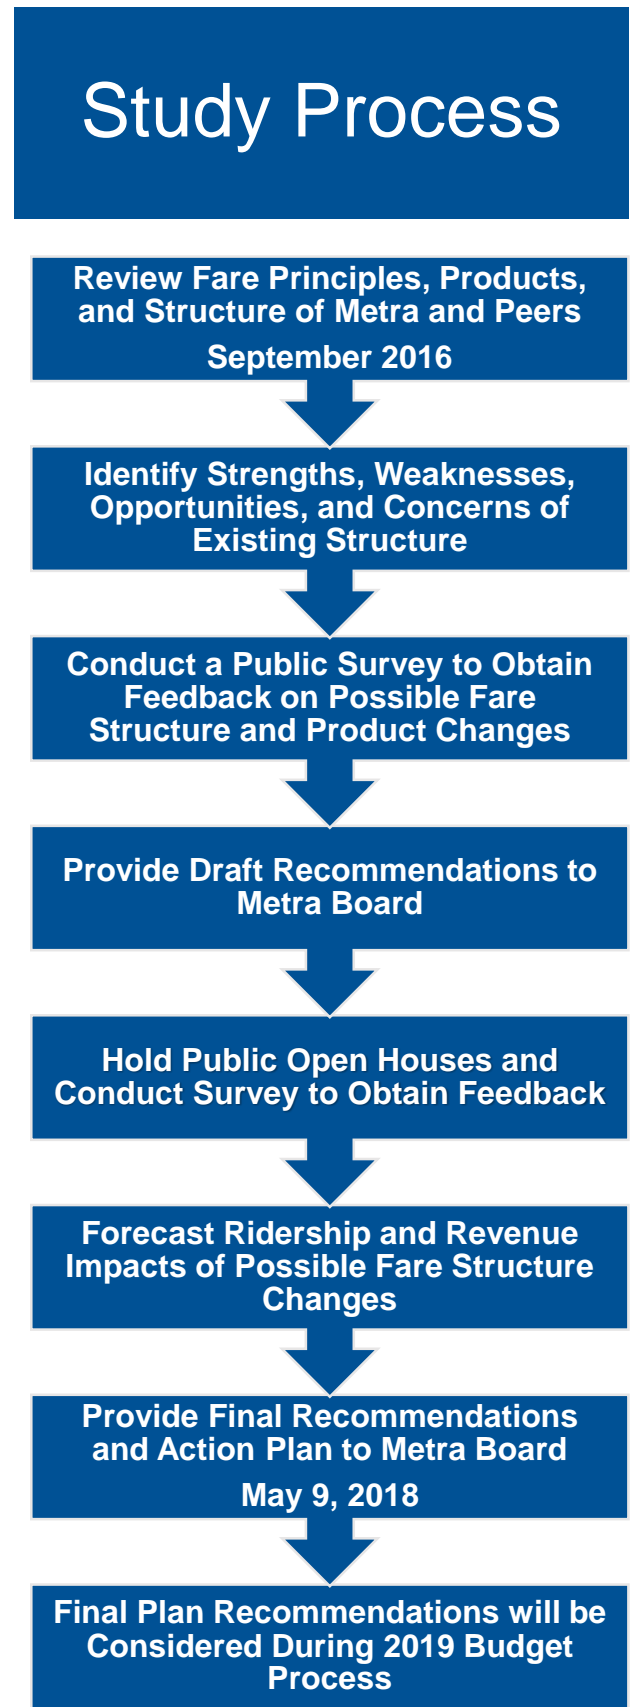 Study Process
Review Fare Principles, Products,
and Structure of Metra and Peers
September 2016
Identify Strengths, Weaknesses,
Opportunities, and Concerns of
Existing Structure
Conduct a Public Survey to Obtain
Feedback on Possible Fare
Structure and Product Changes
Provide Draft Recommendations to
Metra Board
Hold Public Open Houses and
Conduct Survey to Obtain Feedback
Forecast Ridership and Revenue
Impacts of Possible Fare Structure
Changes
Provide Final Recommendations
and Action Plan to Metra Board
May 9, 2018
Final Plan Recommendations will be
Considered During 2019 Budget
Process